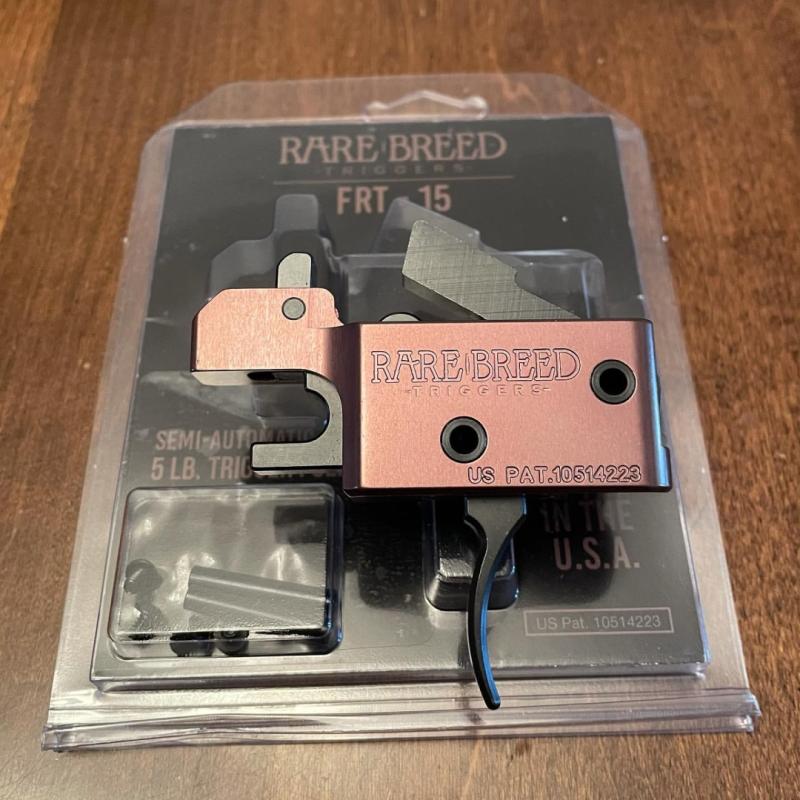 RARE BREED
-TRIGGERS-
FRT - 15
RARE BREED
-TRIGGERS-
US PAT.10514223
SEMI-AUTOMATIC
5 LB. TRIGGER
IN THE
U.S.A.
US Pat. 10514223